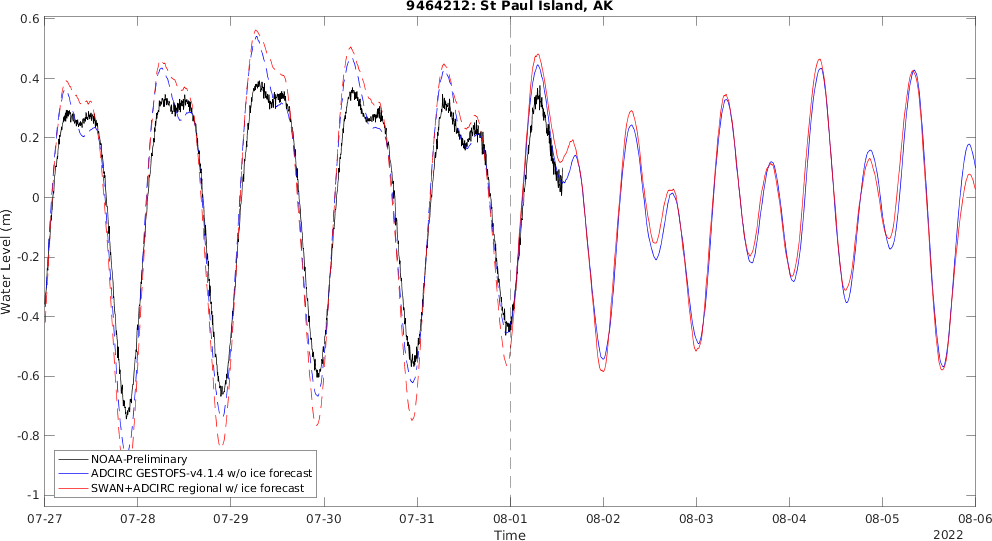 9464212: St Paul Island, AK
0.6
0.4
0.2
0
-0.2
-0.4
-0.6
-0.8
-1
Water Level (m)
NOAA-Preliminary
ADCIRC GESTOFS-v4.1.4 w/o ice forecast
SWAN+ADCIRC regional w/ ice forecast
07-27 07-28 07-29 07-30 07-31 08-01 08-02 08-03 08-04 08-05 08-06
Time
2022